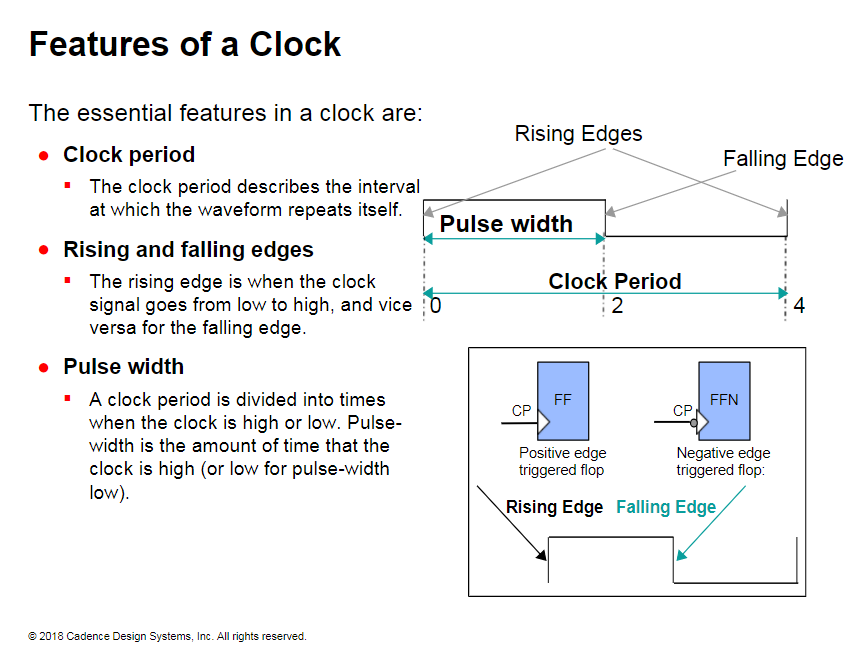 Features of a Clock
The essential features in a clock are:
● Clock period
▪ The clock period describes the interval
at which the waveform repeats itself.
● Rising and falling edges
▪ The rising edge is when the clock
signal goes from low to high, and vice
versa for the falling edge.
● Pulse width
▪ A clock period is divided into times
when the clock is high or low. Pulse-
width is the amount of time that the
clock is high (or low for pulse-width
low).
Rising Edges
Falling Edge
Pulse width
Clock Period
0 2 4
FF FFN
CP CP
Positive edge
triggered flop
Negative edge
triggered flop:
Rising Edge Falling Edge
© 2018 Cadence Design Systems, Inc. All rights reserved.